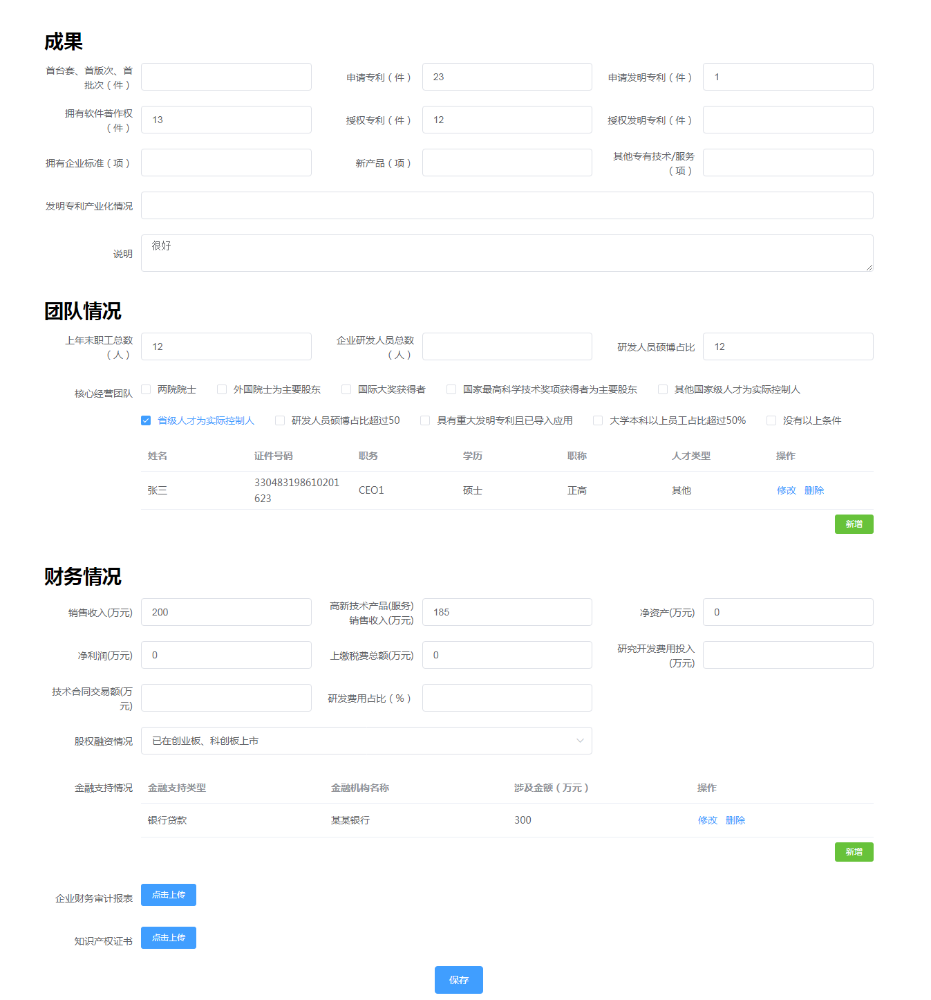 成果
首台套、首版次、首批次（件）
申请专利（件） 23
申请发明专利（件） 1
拥有软件著作权（件） 13
授权专利（件） 12
授权发明专利（件）
拥有企业标准（项）
新产品（项）
其他专有技术/服务（项）
发明专利产业化情况
说明 很好
团队情况
上年末职工总数（人） 12
企业研发人员总数（人）
研发人员硕博占比 12
核心经营团队
两院院士 外国院士为主要股东 国际大奖获得者 国家最高科学技术奖项获得者为主要股东 其他国家级人才为实际控制人
省级人才为实际控制人 研发人员硕博占比超过50 具有重大发明专利且已导入应用 大学本科以上员工占比超过50% 没有以上条件
姓名 证件号码 职务 学历 职称 人才类型 操作
张三 330483198610201623 CEO1 硕士 正高 其他 修改 删除
新增
财务情况
销售收入(万元) 200
高新技术产品(服务)销售收入(万元) 185
净资产(万元) 0
净利润(万元) 0
上缴税费总额(万元) 0
研究开发费用投入(万元)
技术合同交易额(万元)
研发费用占比（%）
股权融资情况 已在创业板、科创板上市
金融支持情况 金融支持类型 金融机构名称 涉及金额（万元） 操作
银行贷款 某某银行 300 修改 删除
新增
企业财务审计报表 点击上传
知识产权证书 点击上传
保存